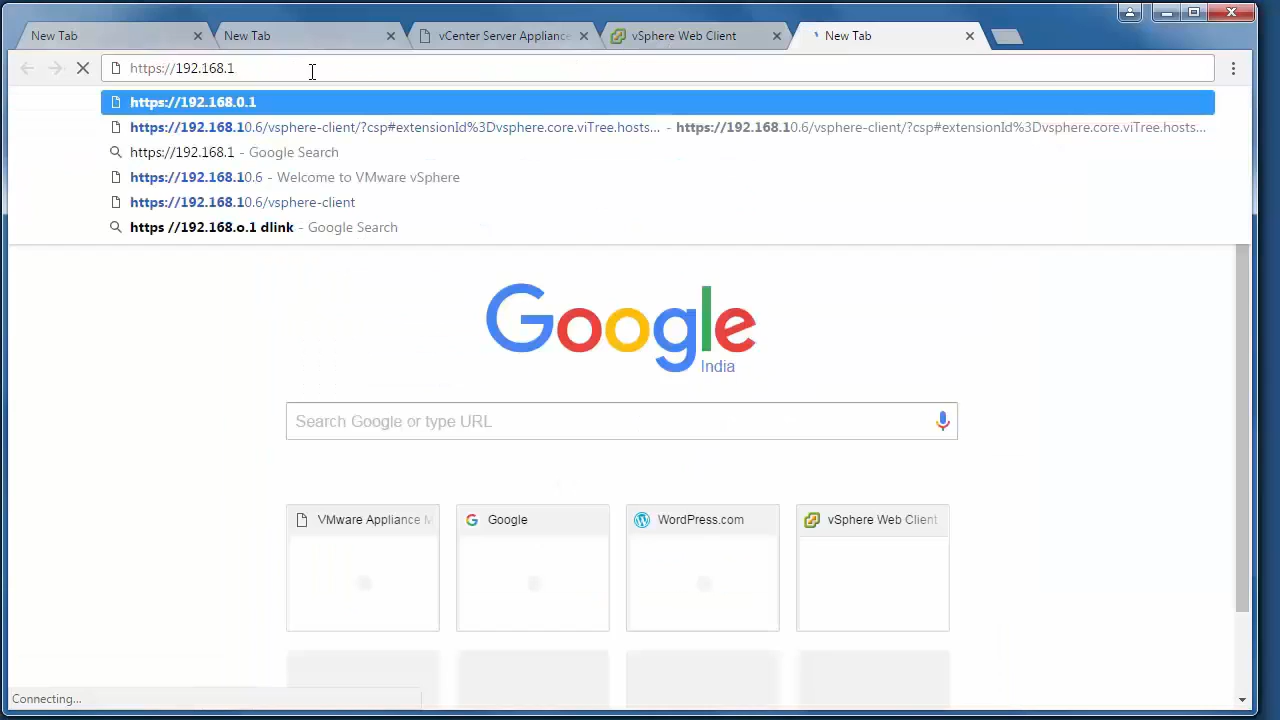 New Tab
New Tab
vCenter Server Appliance
vSphere Web Client
New Tab
https://192.168.1
https://192.168.0.1
https://192.168.10.6/vsphere-client/?csp#extensionId%3Dvsphere.core.viTree.hosts... - https://192.168.10.6/vsphere-client/?csp#extensionId%3Dvsphere.core.viTree.hosts...
https://192.168.1 - Google Search
https://192.168.10.6 - Welcome to VMware vSphere
https://192.168.10.6/vsphere-client
https //192.168.o.1 dlink - Google Search
Google
India
Search Google or type URL
VMware Appliance M
Google
WordPress.com
vSphere Web Client
Connecting...